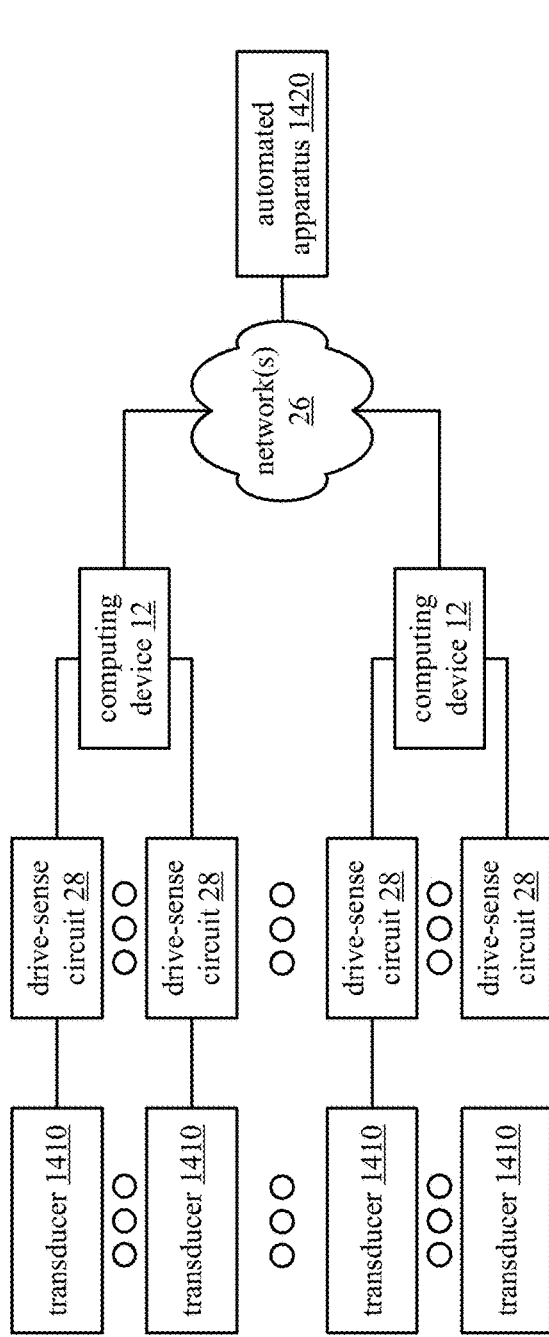 transducer 1410
transducer 1410
transducer 1410
transducer 1410
drive-sense
circuit 28
drive-sense
circuit 28
drive-sense
circuit 28
drive-sense
circuit 28
computing
device 12
computing
device 12
network(s)
26
automated
apparatus 1420